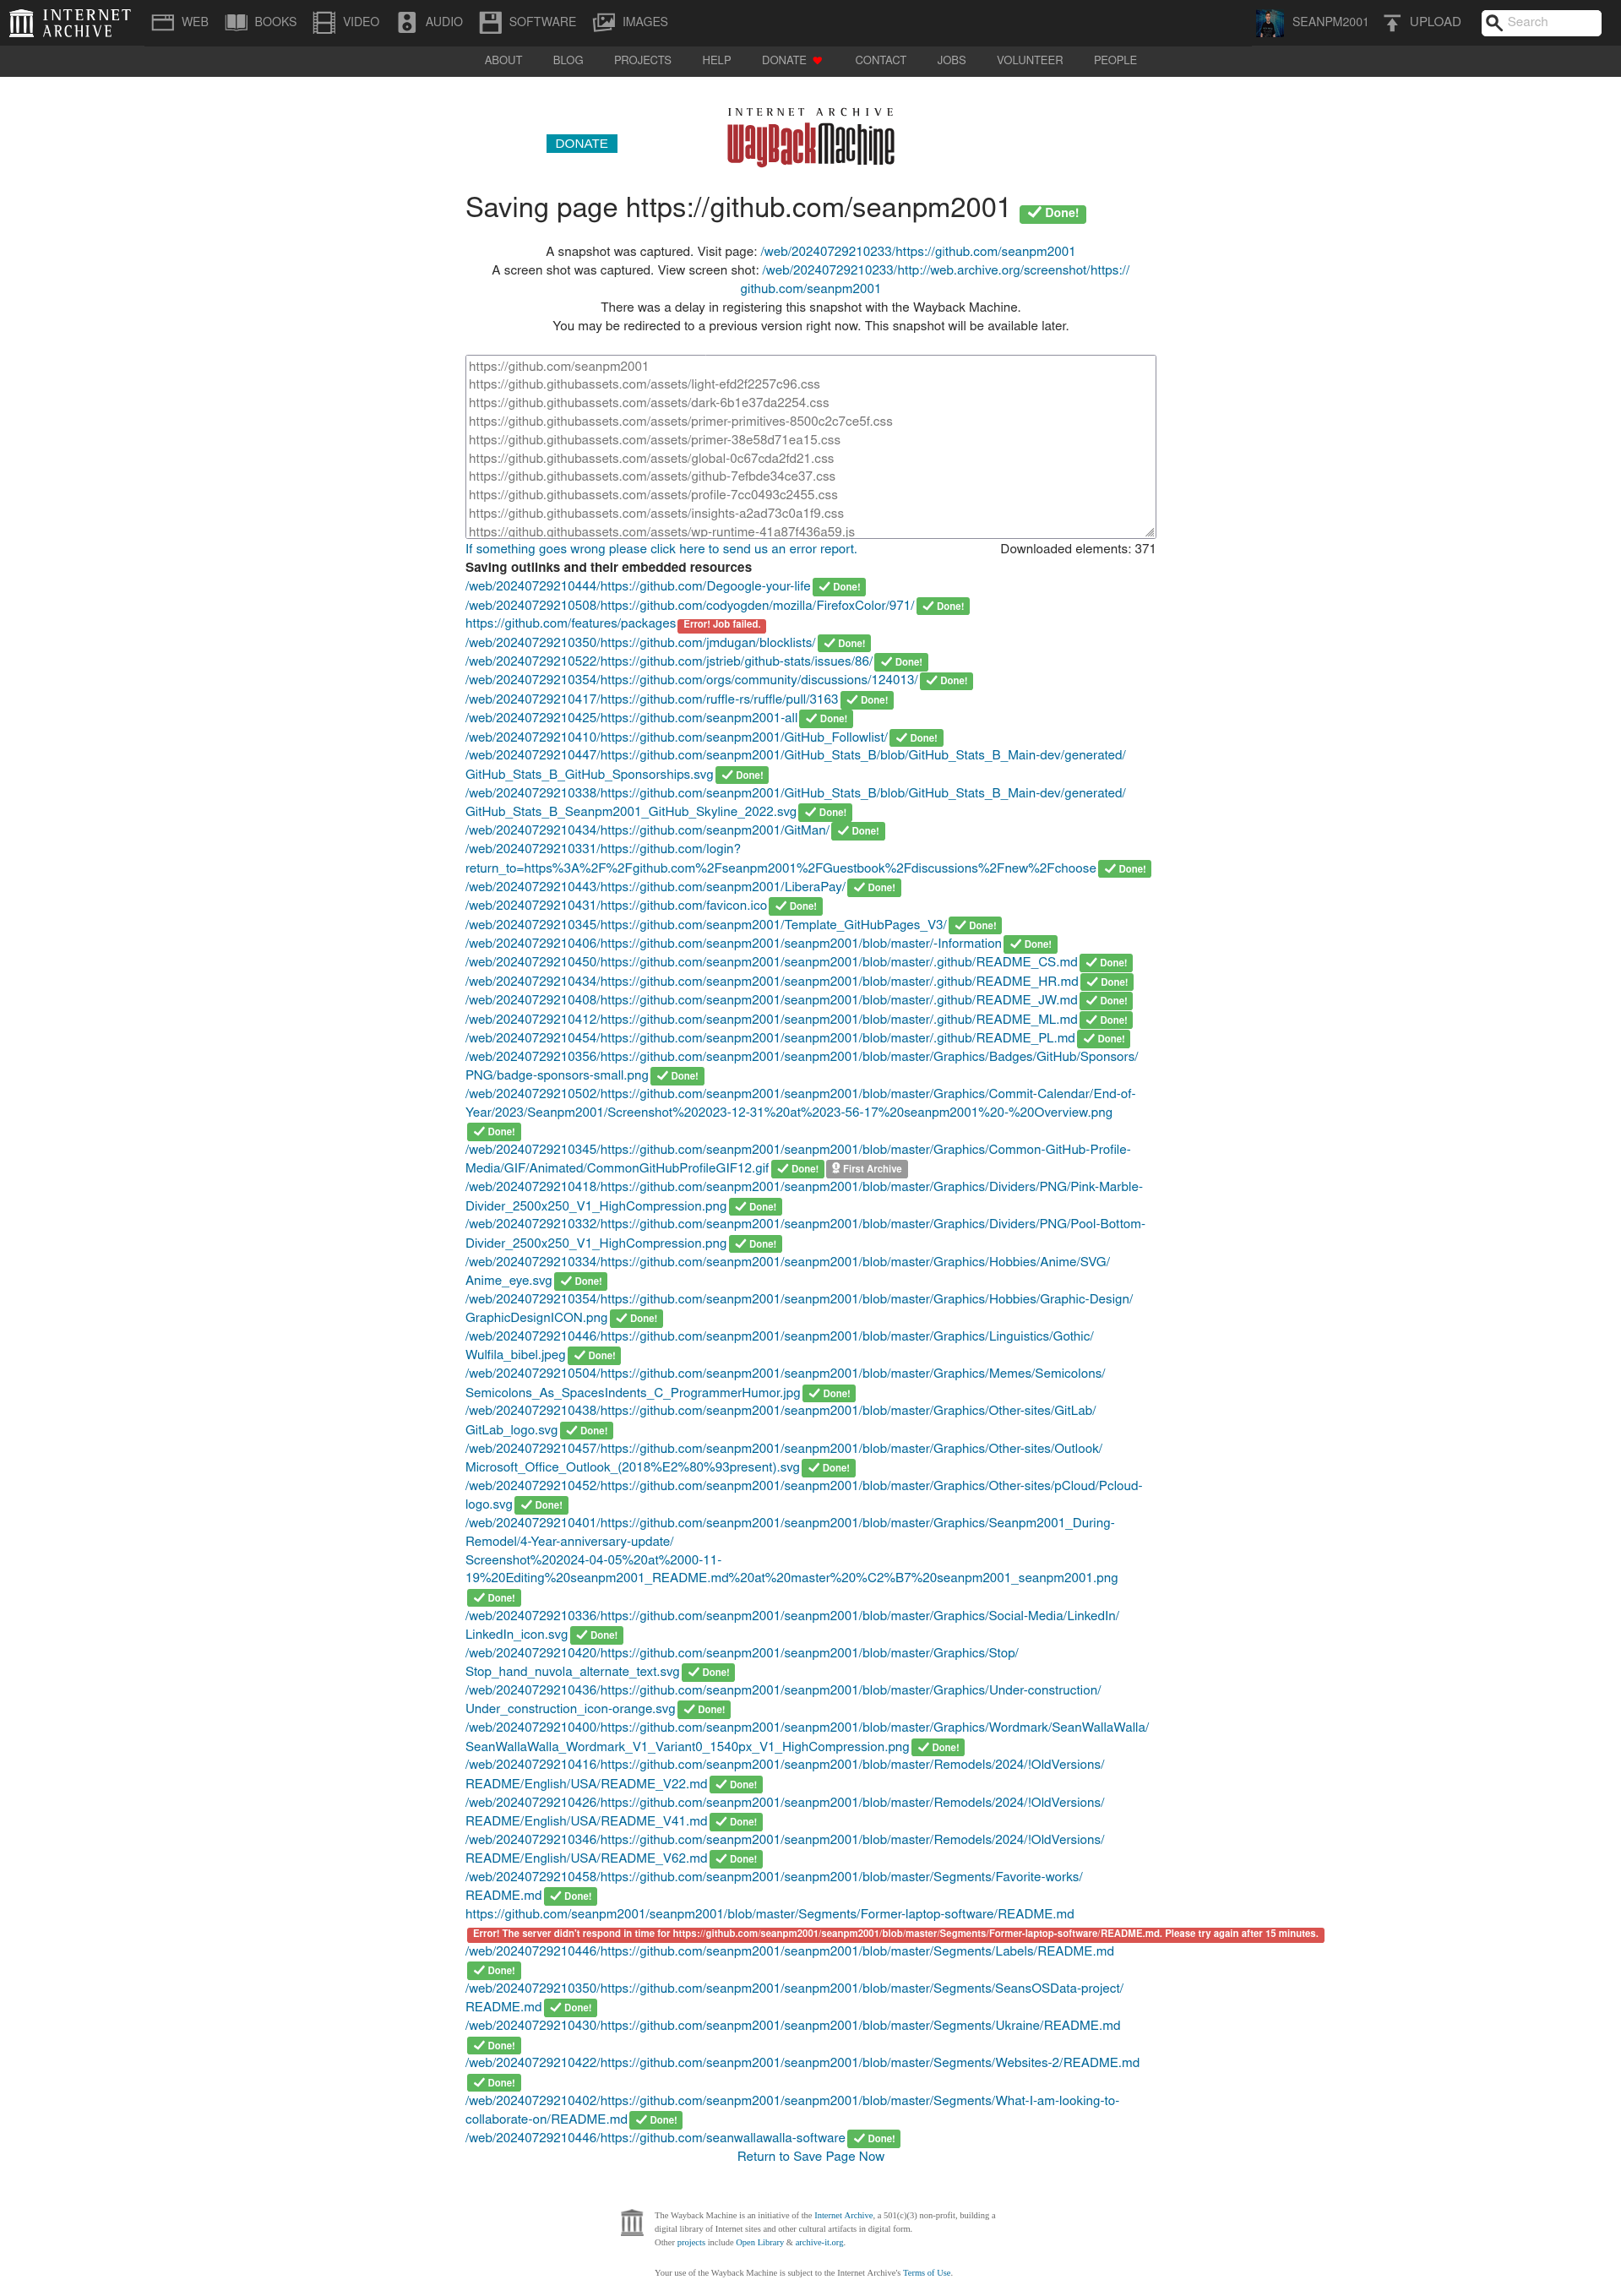 INTERNET ARCHIVE
WEB
BOOKS
VIDEO
AUDIO
SOFTWARE
IMAGES
SEANPM2001
UPLOAD
Search
ABOUT
BLOG
PROJECTS
HELP
DONATE
CONTACT
JOBS
VOLUNTEER
PEOPLE
DONATE
INTERNET ARCHIVE
WayBackMachine
Saving page https://github.com/seanpm2001 Done!
A snapshot was captured. Visit page: /web/20240729210233/https://github.com/seanpm2001
A screen shot was captured. View screen shot: /web/20240729210233/http://web.archive.org/screenshot/https://
github.com/seanpm2001
There was a delay in registering this snapshot with the Wayback Machine.
You may be redirected to a previous version right now. This snapshot will be available later.
https://github.com/seanpm2001
https://github.githubassets.com/assets/light-efd2f2257c96.css
https://github.githubassets.com/assets/dark-6b1e37da2254.css
https://github.githubassets.com/assets/primer-primitives-8500c2c7ce5f.css
https://github.githubassets.com/assets/primer-38e58d71ea15.css
https://github.githubassets.com/assets/global-0c67cda2fd21.css
https://github.githubassets.com/assets/github-7efbde34ce37.css
https://github.githubassets.com/assets/profile-7cc0493c2455.css
https://github.githubassets.com/assets/insights-a2ad73c0a1f9.css
https://github.githubassets.com/assets/wp-runtime-41a87f436a59.js
If something goes wrong please click here to send us an error report. Downloaded elements: 371
Saving outlinks and their embedded resources
/web/20240729210444/https://github.com/Degoogle-your-life Done!
/web/20240729210508/https://github.com/codyogden/mozilla/FirefoxColor/971/ Done!
https://github.com/features/packages Error! Job failed.
/web/20240729210350/https://github.com/jmdugan/blocklists/ Done!
/web/20240729210522/https://github.com/jstrieb/github-stats/issues/86/ Done!
/web/20240729210354/https://github.com/orgs/community/discussions/124013/ Done!
/web/20240729210417/https://github.com/ruffle-rs/ruffle/pull/3163 Done!
/web/20240729210425/https://github.com/seanpm2001-all Done!
/web/20240729210410/https://github.com/seanpm2001/GitHub_Followlist/ Done!
/web/20240729210447/https://github.com/seanpm2001/GitHub_Stats_B/blob/GitHub_Stats_B_Main-dev/generated/
GitHub_Stats_B_GitHub_Sponsorships.svg Done!
/web/20240729210338/https://github.com/seanpm2001/GitHub_Stats_B/blob/GitHub_Stats_B_Main-dev/generated/
GitHub_Stats_B_Seanpm2001_GitHub_Skyline_2022.svg Done!
/web/20240729210434/https://github.com/seanpm2001/GitMan/ Done!
/web/20240729210331/https://github.com/login?
return_to=https%3A%2F%2Fgithub.com%2Fseanpm2001%2FGuestbook%2Fdiscussions%2Fnew%2Fchoose Done!
/web/20240729210443/https://github.com/seanpm2001/LiberaPay/ Done!
/web/20240729210431/https://github.com/favicon.ico Done!
/web/20240729210345/https://github.com/seanpm2001/Template_GitHubPages_V3/ Done!
/web/20240729210406/https://github.com/seanpm2001/seanpm2001/blob/master/-Information Done!
/web/20240729210450/https://github.com/seanpm2001/seanpm2001/blob/master/.github/README_CS.md Done!
/web/20240729210434/https://github.com/seanpm2001/seanpm2001/blob/master/.github/README_HR.md Done!
/web/20240729210408/https://github.com/seanpm2001/seanpm2001/blob/master/.github/README_JW.md Done!
/web/20240729210412/https://github.com/seanpm2001/seanpm2001/blob/master/.github/README_ML.md Done!
/web/20240729210454/https://github.com/seanpm2001/seanpm2001/blob/master/.github/README_PL.md Done!
/web/20240729210356/https://github.com/seanpm2001/seanpm2001/blob/master/Graphics/Badges/GitHub/Sponsors/
PNG/badge-sponsors-small.png Done!
/web/20240729210502/https://github.com/seanpm2001/seanpm2001/blob/master/Graphics/Commit-Calendar/End-of-
Year/2023/Seanpm2001/Screenshot%202023-12-31%20at%2023-56-17%20seanpm2001%20-%20Overview.png
Done!
/web/20240729210345/https://github.com/seanpm2001/seanpm2001/blob/master/Graphics/Common-GitHub-Profile-
Media/GIF/Animated/CommonGitHubProfileGIF12.gif Done! First Archive
/web/20240729210418/https://github.com/seanpm2001/seanpm2001/blob/master/Graphics/Dividers/PNG/Pink-Marble-
Divider_2500x250_V1_HighCompression.png Done!
/web/20240729210332/https://github.com/seanpm2001/seanpm2001/blob/master/Graphics/Dividers/PNG/Pool-Bottom-
Divider_2500x250_V1_HighCompression.png Done!
/web/20240729210334/https://github.com/seanpm2001/seanpm2001/blob/master/Graphics/Hobbies/Anime/SVG/
Anime_eye.svg Done!
/web/20240729210354/https://github.com/seanpm2001/seanpm2001/blob/master/Graphics/Hobbies/Graphic-Design/
GraphicDesignICON.png Done!
/web/20240729210446/https://github.com/seanpm2001/seanpm2001/blob/master/Graphics/Linguistics/Gothic/
Wulfila_bibel.jpeg Done!
/web/20240729210504/https://github.com/seanpm2001/seanpm2001/blob/master/Graphics/Memes/Semicolons/
Semicolons_As_SpacesIndents_C_ProgrammerHumor.jpg Done!
/web/20240729210438/https://github.com/seanpm2001/seanpm2001/blob/master/Graphics/Other-sites/GitLab/
GitLab_logo.svg Done!
/web/20240729210457/https://github.com/seanpm2001/seanpm2001/blob/master/Graphics/Other-sites/Outlook/
Microsoft_Office_Outlook_(2018%E2%80%93present).svg Done!
/web/20240729210452/https://github.com/seanpm2001/seanpm2001/blob/master/Graphics/Other-sites/pCloud/Pcloud-
logo.svg Done!
/web/20240729210401/https://github.com/seanpm2001/seanpm2001/blob/master/Graphics/Seanpm2001_During-
Remodel/4-Year-anniversary-update/
Screenshot%202024-04-05%20at%2000-11-
19%20Editing%20seanpm2001_README.md%20at%20master%20%C2%B7%20seanpm2001_seanpm2001.png
Done!
/web/20240729210336/https://github.com/seanpm2001/seanpm2001/blob/master/Graphics/Social-Media/LinkedIn/
LinkedIn_icon.svg Done!
/web/20240729210420/https://github.com/seanpm2001/seanpm2001/blob/master/Graphics/Stop/
Stop_hand_nuvola_alternate_text.svg Done!
/web/20240729210436/https://github.com/seanpm2001/seanpm2001/blob/master/Graphics/Under-construction/
Under_construction_icon-orange.svg Done!
/web/20240729210400/https://github.com/seanpm2001/seanpm2001/blob/master/Graphics/Wordmark/SeanWallaWalla/
SeanWallaWalla_Wordmark_V1_Variant0_1540px_V1_HighCompression.png Done!
/web/20240729210416/https://github.com/seanpm2001/seanpm2001/blob/master/Remodels/2024/!OldVersions/
README/English/USA/README_V22.md Done!
/web/20240729210426/https://github.com/seanpm2001/seanpm2001/blob/master/Remodels/2024/!OldVersions/
README/English/USA/README_V41.md Done!
/web/20240729210346/https://github.com/seanpm2001/seanpm2001/blob/master/Remodels/2024/!OldVersions/
README/English/USA/README_V62.md Done!
/web/20240729210458/https://github.com/seanpm2001/seanpm2001/blob/master/Segments/Favorite-works/
README.md Done!
https://github.com/seanpm2001/seanpm2001/blob/master/Segments/Former-laptop-software/README.md
Error! The server didn't respond in time for https://github.com/seanpm2001/seanpm2001/blob/master/Segments/Former-laptop-software/README.md. Please try again after 15 minutes.
/web/20240729210446/https://github.com/seanpm2001/seanpm2001/blob/master/Segments/Labels/README.md
Done!
/web/20240729210350/https://github.com/seanpm2001/seanpm2001/blob/master/Segments/SeansOSData-project/
README.md Done!
/web/20240729210430/https://github.com/seanpm2001/seanpm2001/blob/master/Segments/Ukraine/README.md
Done!
/web/20240729210422/https://github.com/seanpm2001/seanpm2001/blob/master/Segments/Websites-2/README.md
Done!
/web/20240729210402/https://github.com/seanpm2001/seanpm2001/blob/master/Segments/What-I-am-looking-to-
collaborate-on/README.md Done!
/web/20240729210446/https://github.com/seanwallawalla-software Done!
Return to Save Page Now
The Wayback Machine is an initiative of the Internet Archive, a 501(c)(3) non-profit, building a
digital library of Internet sites and other cultural artifacts in digital form.
Other projects include Open Library & archive-it.org.
Your use of the Wayback Machine is subject to the Internet Archive's Terms of Use.